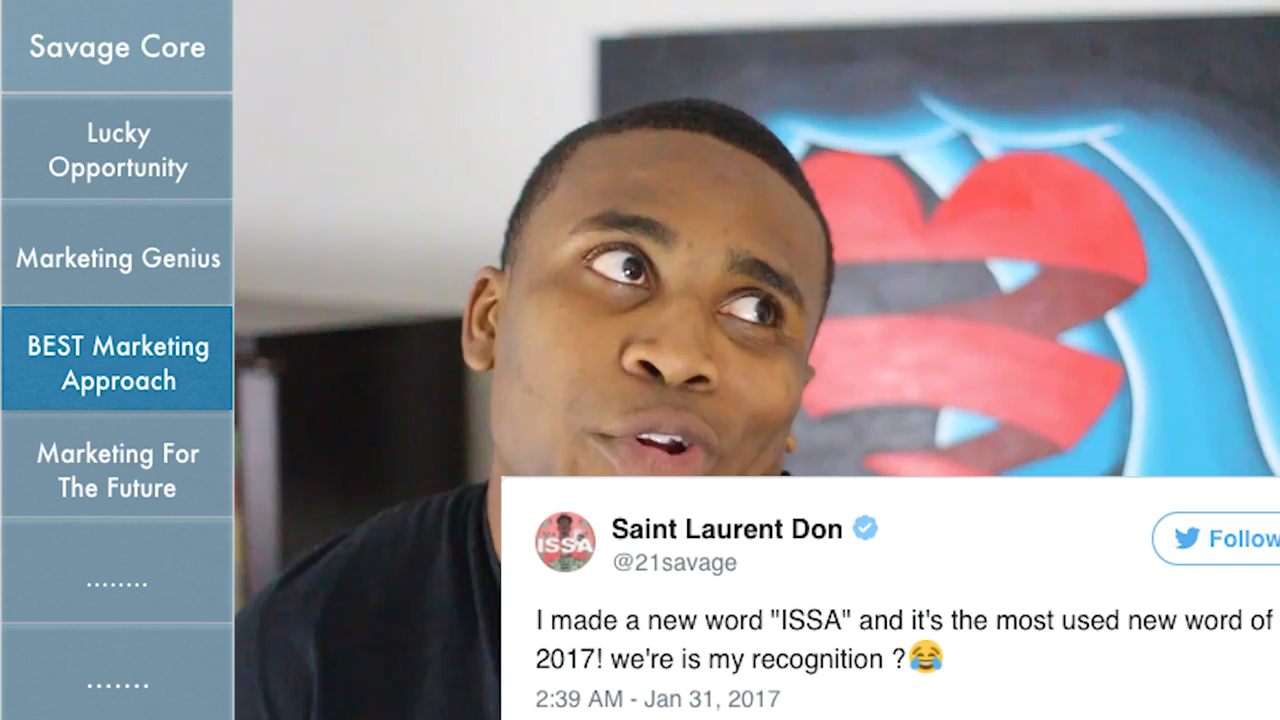 Savage Core
Lucky
Opportunity
Marketing Genius
BEST Marketing
Approach
Marketing For
The Future
........
.......
Saint Laurent Don
@21savage
ISSA
Follow
I made a new word "ISSA" and it's the most used new word of
2017! we're is my recognition ?😂
2:39 AM - Jan 31, 2017